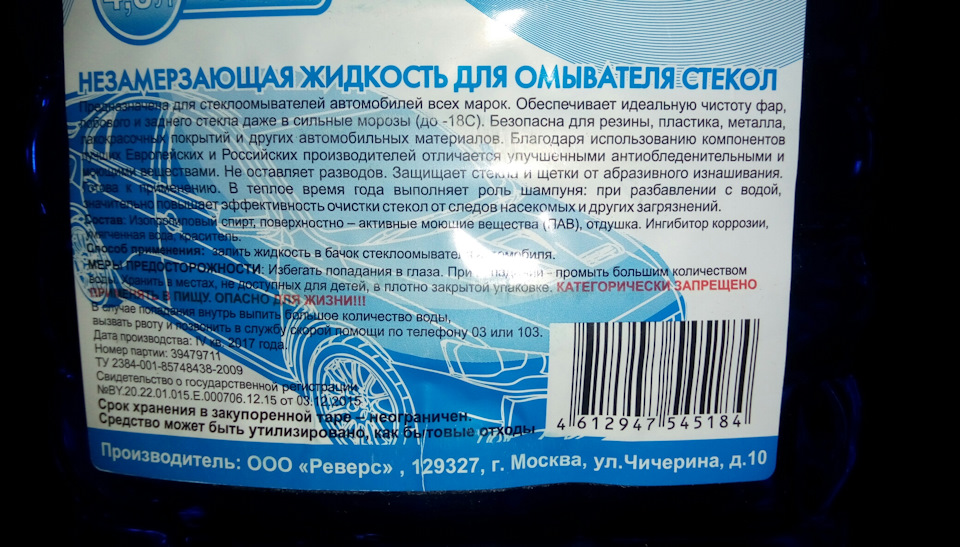 НЕЗАМЕРЗАЮЩАЯ ЖИДКОСТЬ ДЛЯ ОМЫВАТЕЛЯ СТЕКОЛ
Предназначена для стеклоомывателей автомобилей всех марок. Обеспечивает идеальную чистоту фар,
лобового и заднего стекла даже в сильные морозы (до -18С). Безопасна для резины, пластика, металла,
лакокрасочных покрытий и других автомобильных материалов. Благодаря использованию компонентов
лучших Европейских и Российских производителей отличается улучшенными антиобледенительными и
моющими веществами. Не оставляет разводов. Защищает стекла и щетки от абразивного изнашивания.
Готова к применению. В теплое время года выполняет роль шампуня: при разбавлении с водой,
значительно повышает эффективность очистки стекол от следов насекомых и других загрязнений.
Состав: Изопропиловый спирт, поверхностно – активные моющие вещества (ПАВ), отдушка. Ингибитор коррозии,
умягченная вода, краситель.
Способ применения: залить жидкость в бачок стеклоомывателя автомобиля.
МЕРЫ ПРЕДОСТОРОЖНОСТИ: Избегать попадания в глаза. При попадании – промыть большим количеством
воды. Хранить в местах, не доступных для детей, в плотно закрытой упаковке. КАТЕГОРИЧЕСКИ ЗАПРЕЩЕНО
ПРИМЕНЯТЬ В ПИЩУ. ОПАСНО ДЛЯ ЖИЗНИ!!!
В случае попадания внутрь выпить большое количество воды,
вызвать рвоту и позвонить в службу скорой помощи по телефону 03 или 103.
Дата производства: IV кв. 2017 года.
Номер партии: 39479711
ТУ 2384-001-85748438-2009
Свидетельство о государственной регистрации
№BY.20.22.01.015.E.000706.12.15 от 03.12.2015
Срок хранения в закупоренной таре – неограничен.
Средство может быть утилизировано, как бытовые отходы
4 612947 545184
Производитель: ООО «Реверс» , 129327, г. Москва, ул.Чичерина, д.10